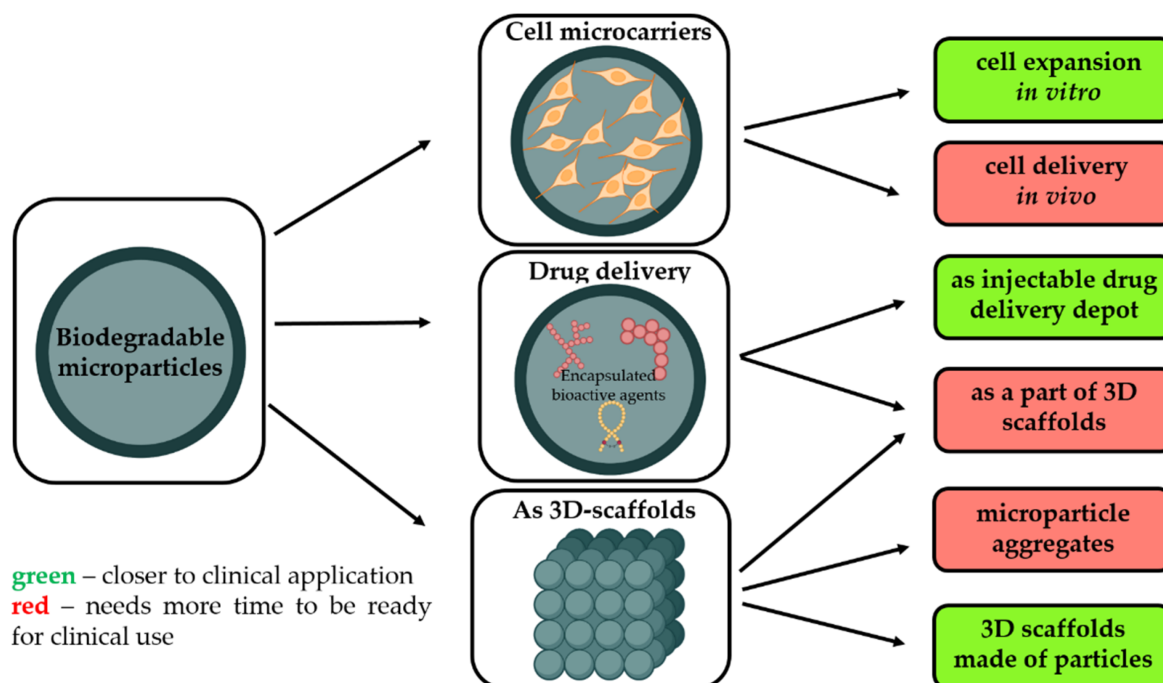 Cell microcarriers
cell expansion
in vitro
cell delivery
in vivo
Biodegradable
microparticles
Drug delivery
Encapsulated
bioactive agents
as injectable drug
delivery depot
as a part of 3D
scaffolds
As 3D-scaffolds
microparticle
aggregates
3D scaffolds
made of particles
green – closer to clinical application
red – needs more time to be ready
for clinical use